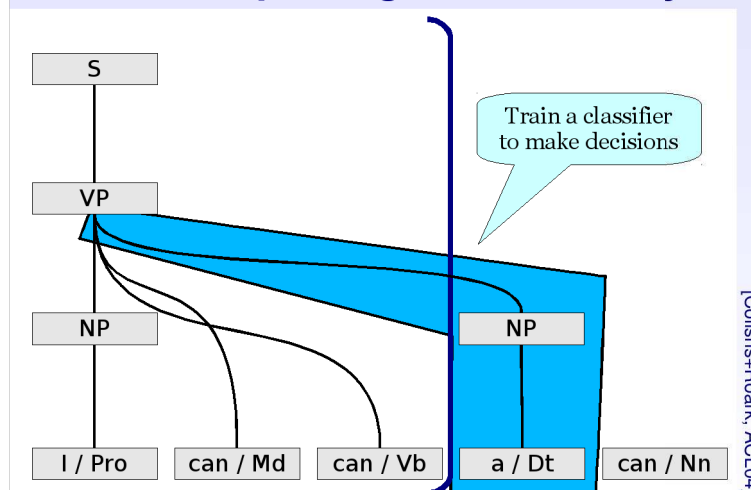 S
Train a classifier
to make decisions
VP
NP NP
I / Pro can / Md can / Vb a / Dt can / Nn